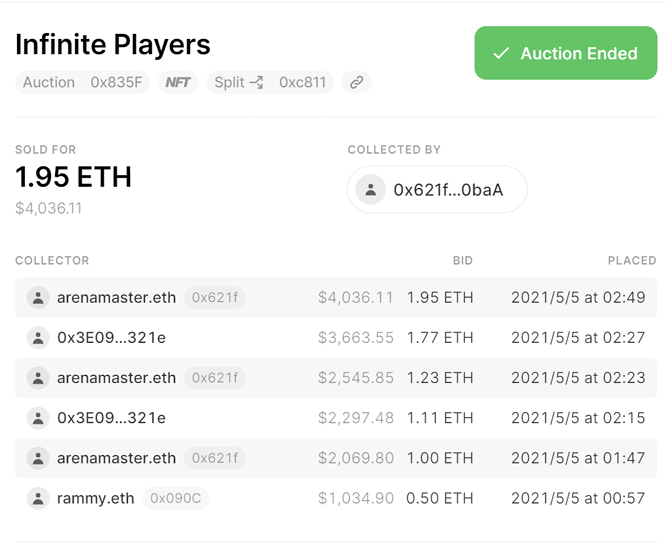 Infinite Players
Auction Ended
Auction 0x835F NFT Split 0xc811
SOLD FOR
1.95 ETH
$4,036.11
COLLECTED BY
0x621f...0baA
COLLECTOR BID PLACED
arenamaster.eth 0x621f $4,036.11 1.95 ETH 2021/5/5 at 02:49
0x3E09...321e $3,663.55 1.77 ETH 2021/5/5 at 02:27
arenamaster.eth 0x621f $2,545.85 1.23 ETH 2021/5/5 at 02:23
0x3E09...321e $2,297.48 1.11 ETH 2021/5/5 at 02:15
arenamaster.eth 0x621f $2,069.80 1.00 ETH 2021/5/5 at 01:47
rammy.eth 0x090C $1,034.90 0.50 ETH 2021/5/5 at 00:57